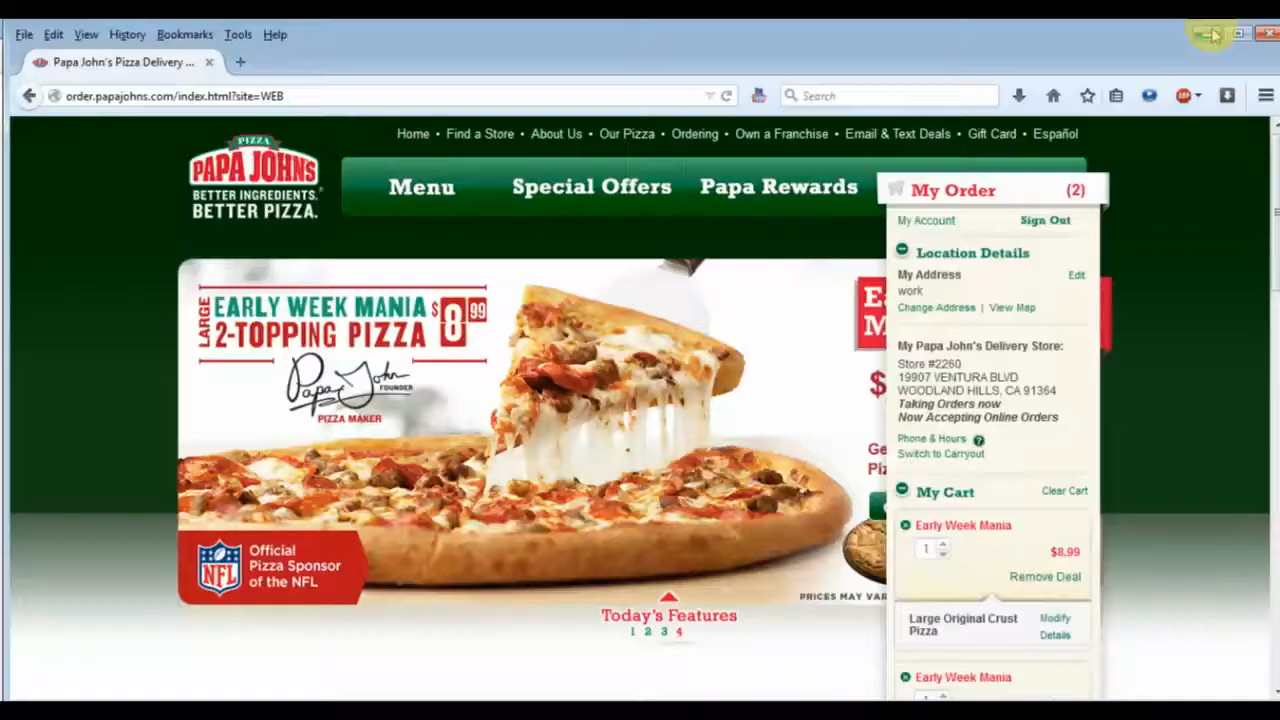 File Edit View History Bookmarks Tools Help
Papa John's Pizza Delivery ...
order.papajohns.com/index.html?site=WEB
Search
Home • Find a Store • About Us • Our Pizza • Ordering • Own a Franchise • Email & Text Deals • Gift Card • Español
PIZZA
PAPA JOHNS
BETTER INGREDIENTS.
BETTER PIZZA.
Menu
Special Offers
Papa Rewards
My Order (2)
My Account Sign Out
Location Details
My Address Edit
work
Change Address | View Map
My Papa John's Delivery Store:
Store #2260
19907 VENTURA BLVD
WOODLAND HILLS, CA 91364
Taking Orders now
Now Accepting Online Orders
Phone & Hours ?
Switch to Carryout
My Cart Clear Cart
Early Week Mania
1
$8.99
Remove Deal
Large Original Crust Pizza
Modify
Details
Early Week Mania
LARGE
EARLY WEEK MANIA $8.99
2-TOPPING PIZZA
Papa John
FOUNDER
PIZZA MAKER
NFL
Official
Pizza Sponsor
of the NFL
$
PRICES MAY VAR
Today's Features
1 2 3 4